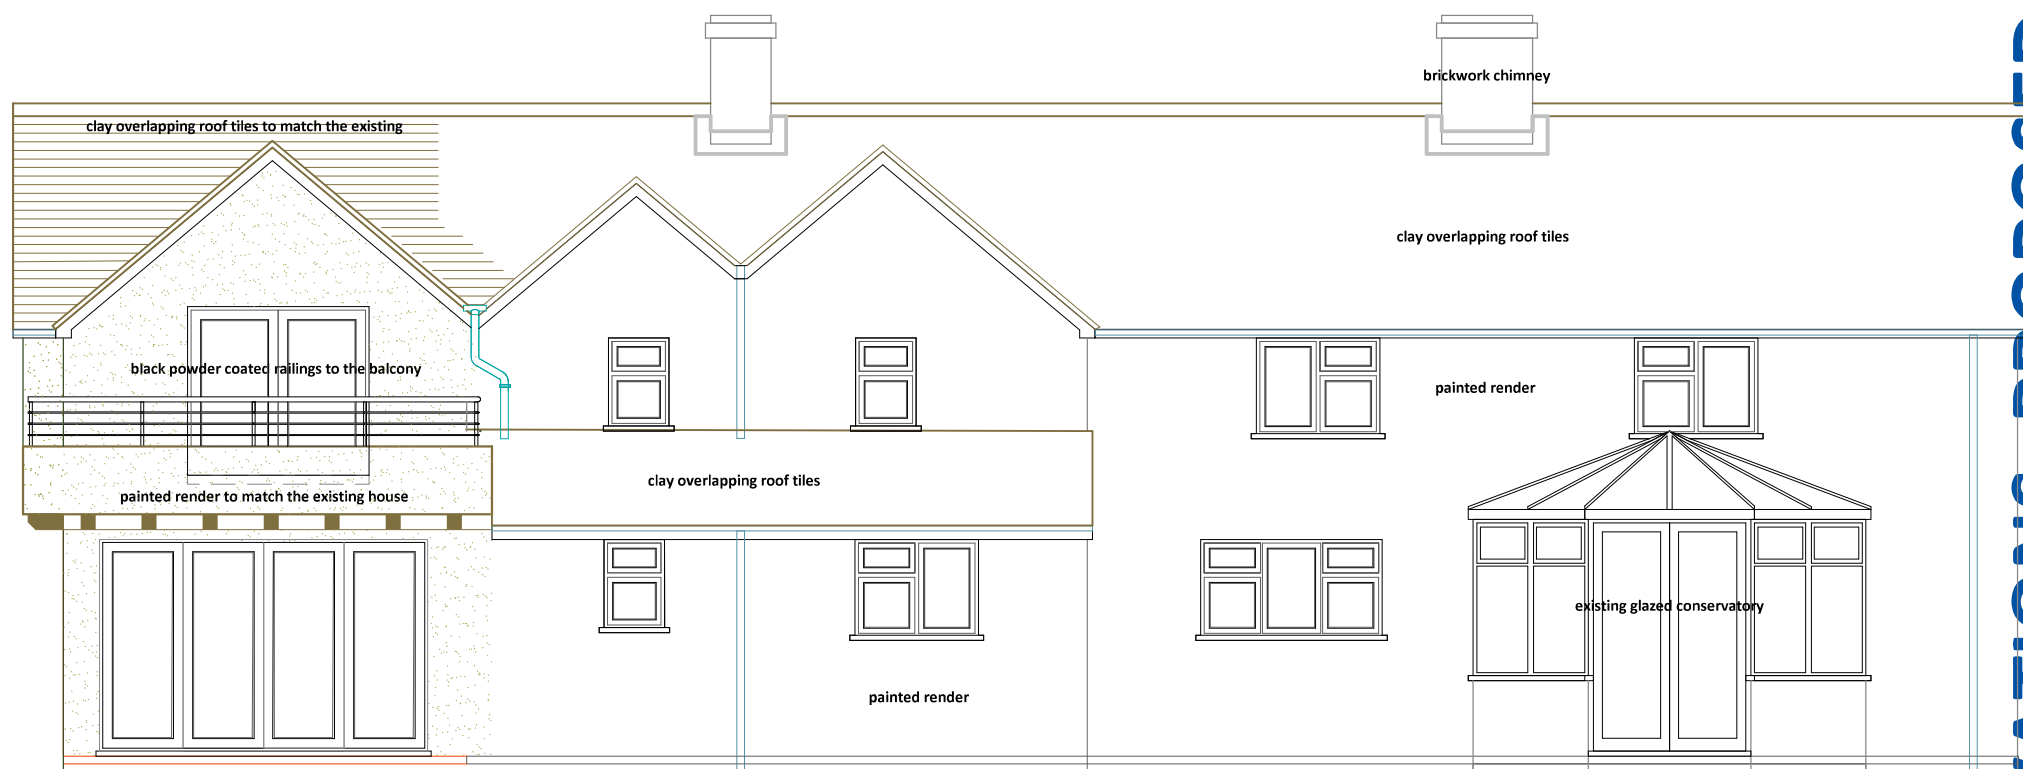 brickwork chimney
clay overlapping roof tiles to match the existing
clay overlapping roof tiles
black powder coated railings to the balcony
painted render
clay overlapping roof tiles
painted render to match the existing house
existing glazed conservatory
painted render